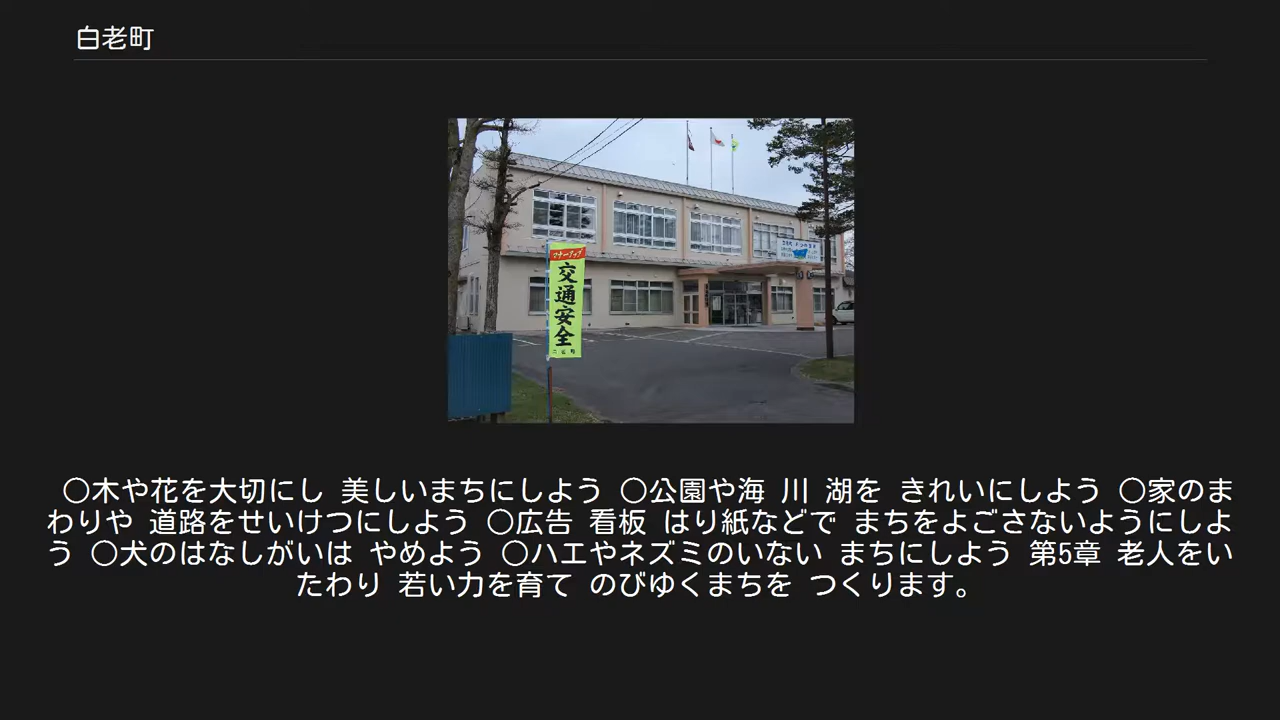 白老町
マナーアップ
交通安全
〇木や花を大切にし 美しいまちにしよう 〇公園や海 川 湖を きれいにしよう 〇家のま
わりや 道路をせいけつにしよう 〇広告 看板 はり紙などで まちをよごさないようにしよ
う 〇犬のはなしがいは やめよう 〇ハエやネズミのいない まちにしよう 第5章 老人をい
たわり 若い力を育て のびゆくまちを つくります。